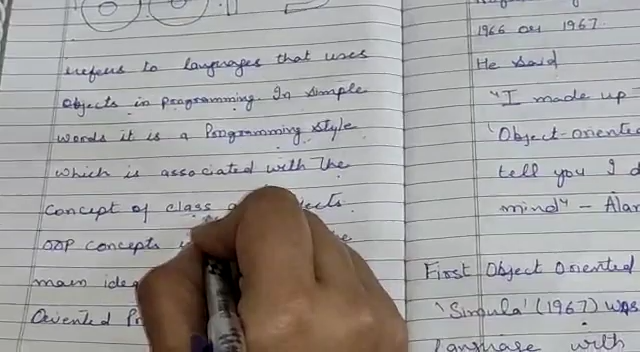 refers to languages that uses
objects in programming. In simple
words it is a Programming style
which is associated with the
concept of class
OOP concepts
main idea
Oriented
1966 or 1967.
He said
"I made up
'Object-oriented
tell you I d
mind" - Alan
First Object Oriented
'Simula' (1967) was
language with